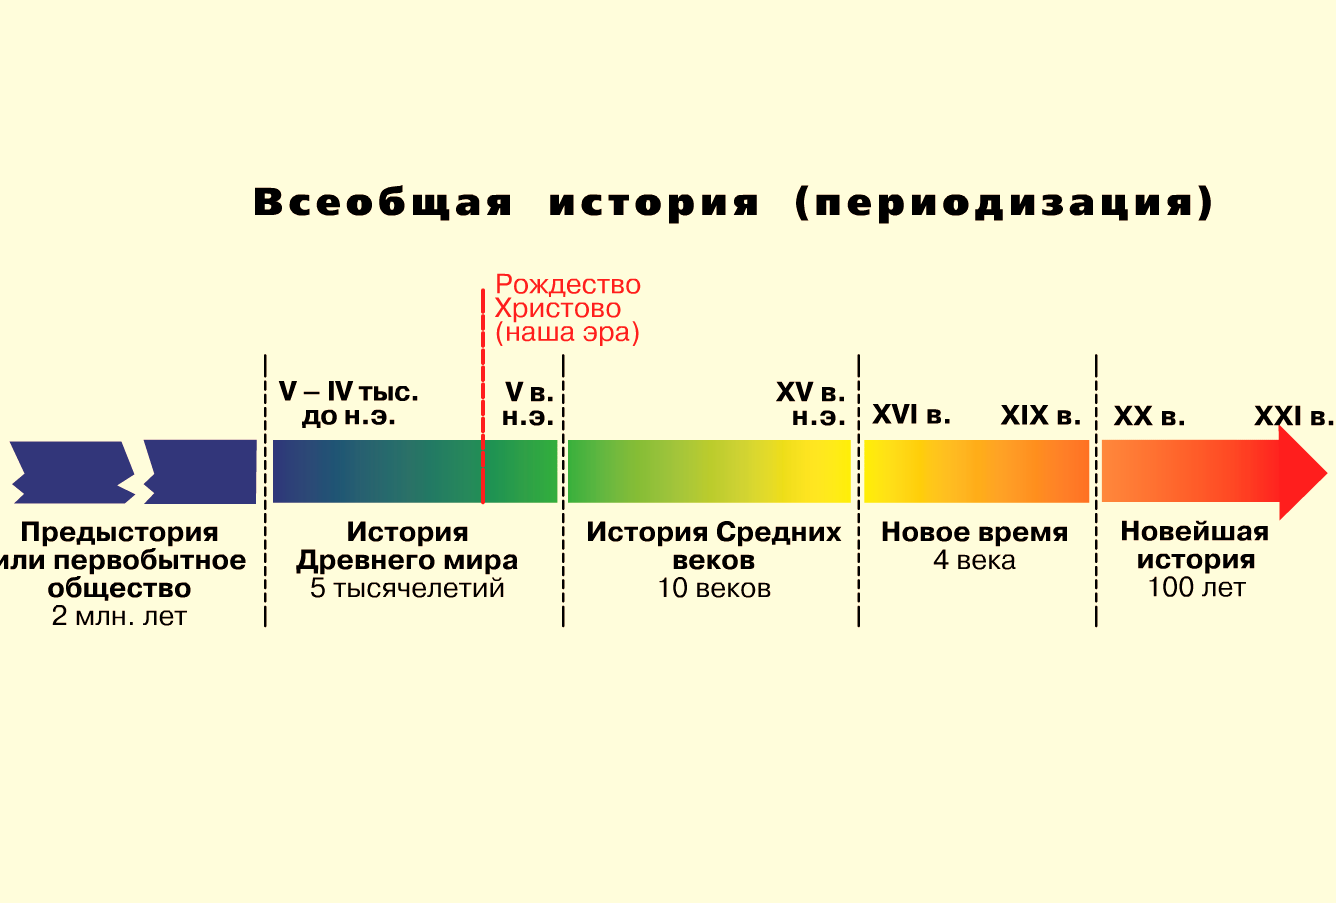 Всеобщая история (периодизация)
Рождество
Христово
(наша эра)
V – IV тыс.
до н.э.
V в.
н.э.
XV в.
н.э.
XVI в.
XIX в.
XX в.
XXI в.
Предыстория
или первобытное
общество
2 млн. лет
История
Древнего мира
5 тысячелетий
История Средних
веков
10 веков
Новое время
4 века
Новейшая
история
100 лет